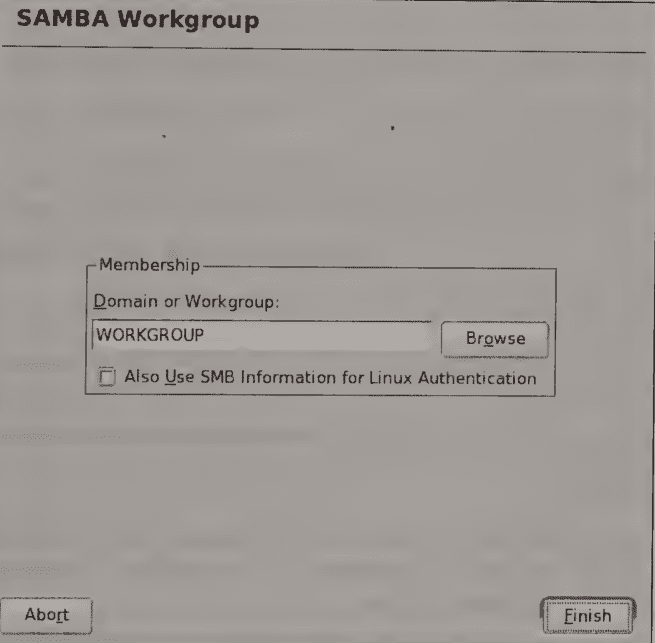 SAMBA Workgroup
Membership
Domain or Workgroup:
WORKGROUP
Browse
Also Use SMB Information for Linux Authentication
Abort
Finish